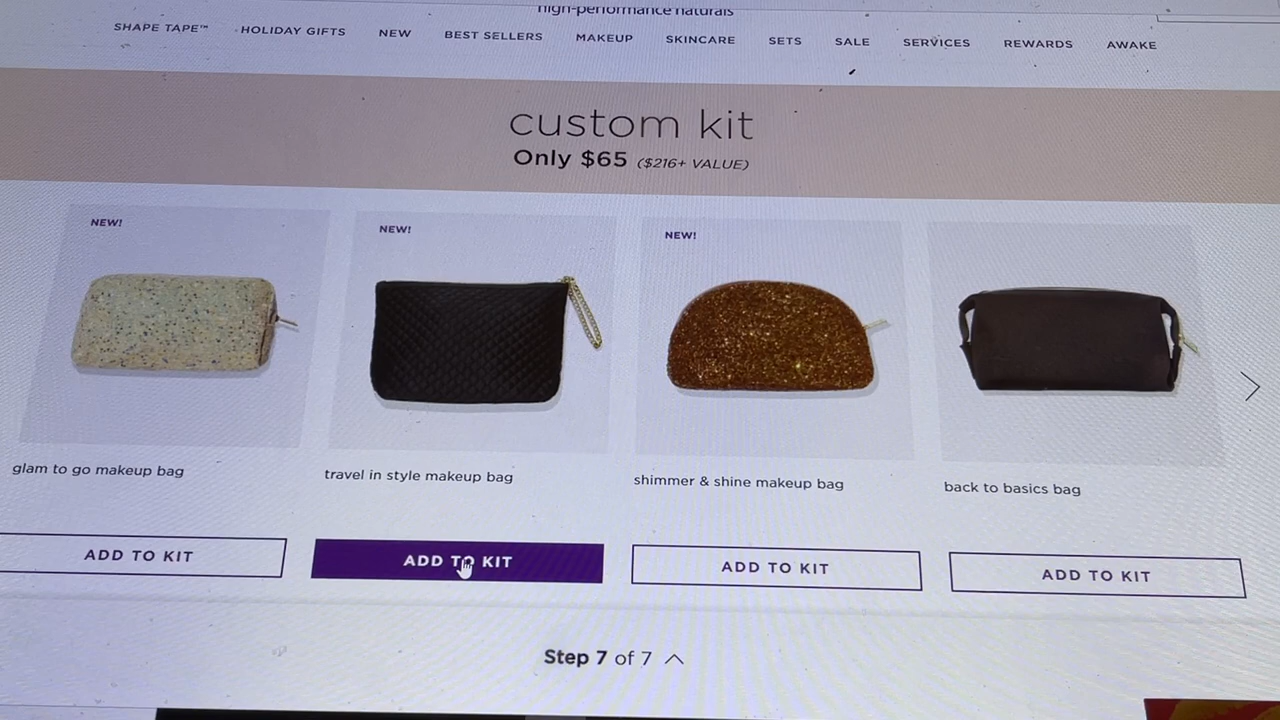 high-performance naturals
SHAPE TAPE™ HOLIDAY GIFTS NEW BEST SELLERS MAKEUP SKINCARE SETS SALE SERVICES REWARDS AWAKE
custom kit
Only $65 ($216+ VALUE)
NEW! NEW! NEW!
glam to go makeup bag travel in style makeup bag shimmer & shine makeup bag back to basics bag
ADD TO KIT ADD TO KIT ADD TO KIT ADD TO KIT
Step 7 of 7